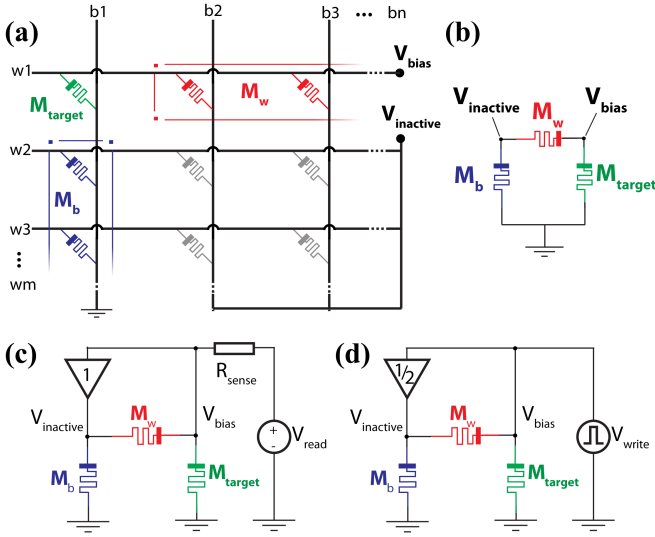 (a)
b1
b2
b3
••• bn
w1
V bias
M target
M w
V inactive
w2
M b
w3
•••
wm
(b)
V inactive
V bias
M w
M b
M target
(c)
1
R sense
V inactive
M w
V bias
+
-
V read
M b
M target
(d)
1/2
V inactive
M w
V bias
V write
M b
M target